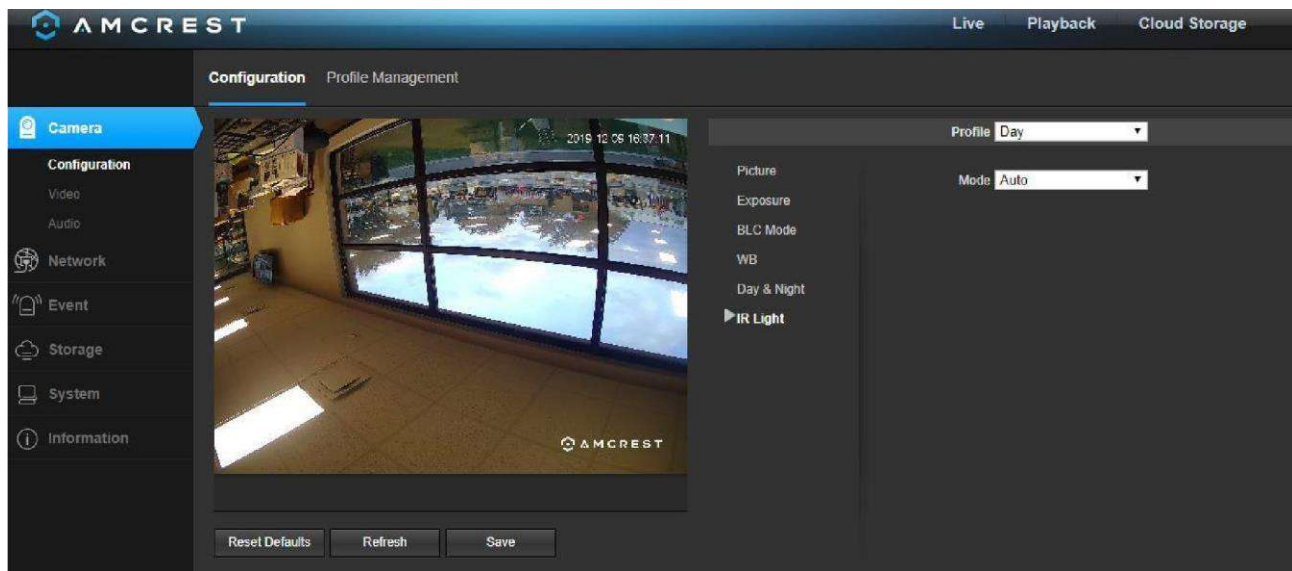 AMCREST
Live Playback Cloud Storage
Configuration Profile Management
Camera
Configuration
Video
Audio
Network
Event
Storage
System
Information
2019-12-09 16:37:11
AMCREST
Profile Day
Mode Auto
Picture
Exposure
BLC Mode
WB
Day & Night
IR Light
Reset Defaults Refresh Save